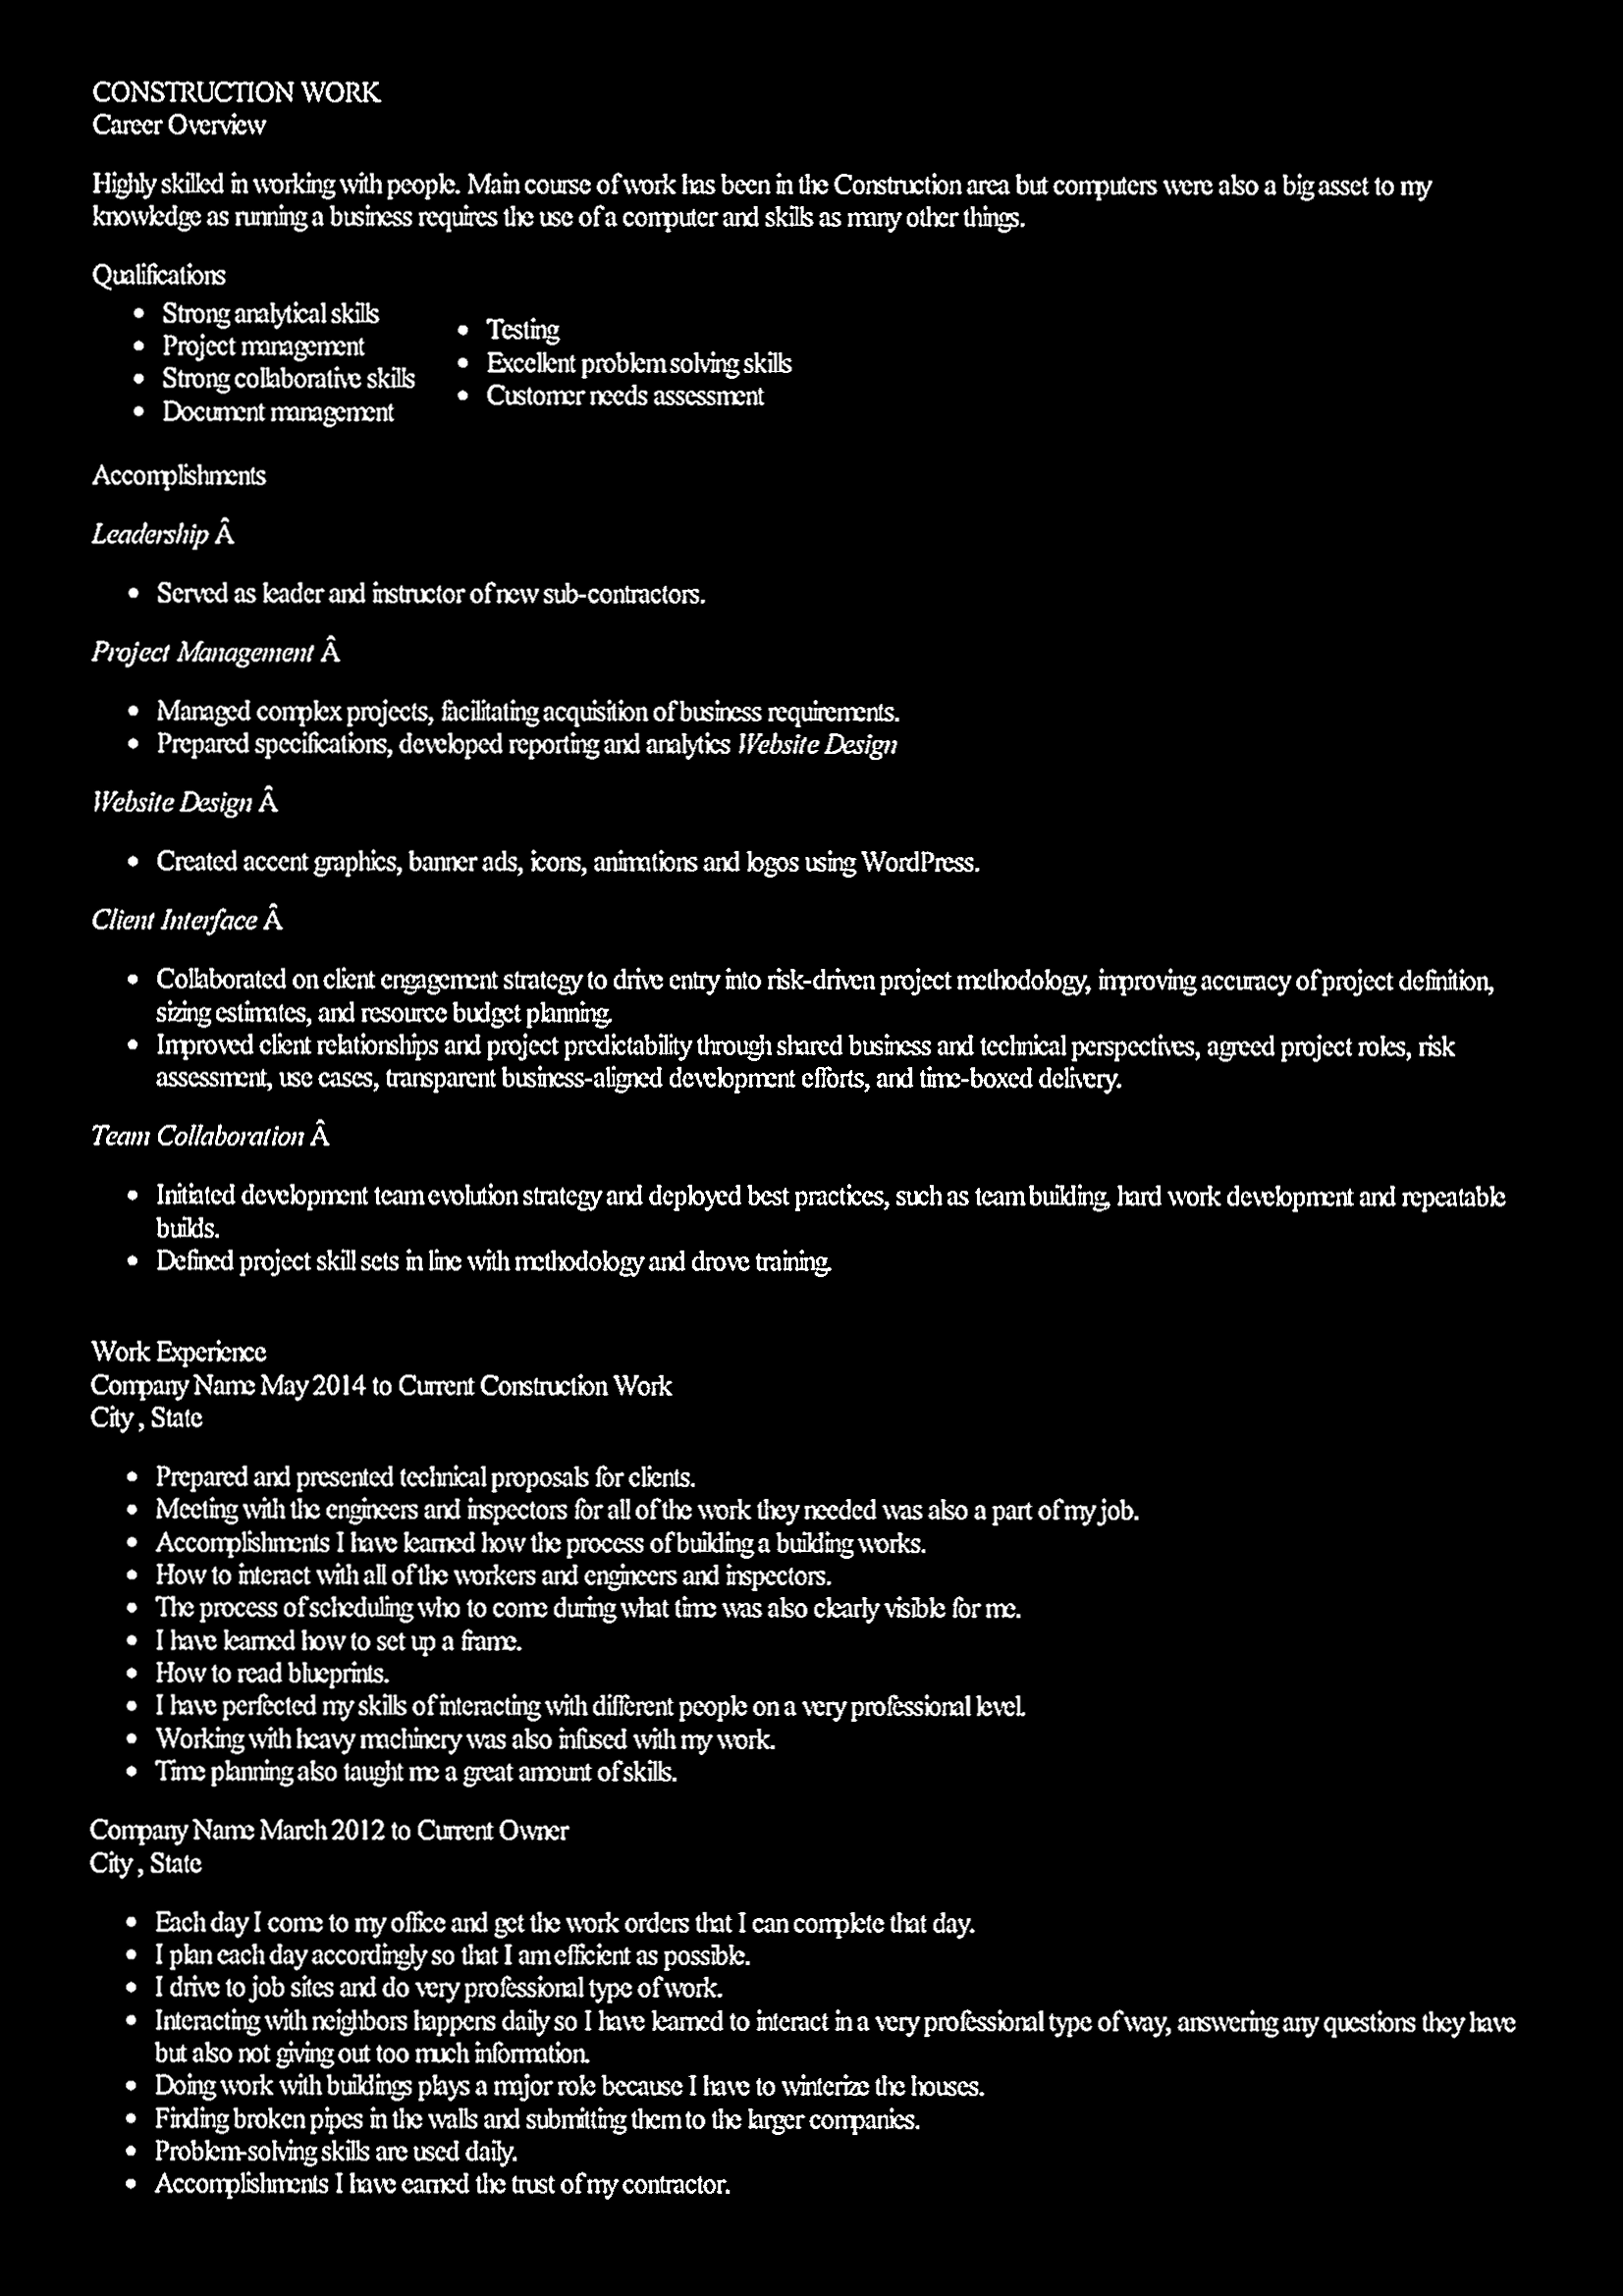 CONSTRUCTION WORK
Career Overview
Highly skilled in working with people. Main course of work has been in the Construction area but computers were also a big asset to my
knowledge as running a business requires the use of a computer and skills as many other things.
Qualifications
• Strong analytical skills
• Project management
• Strong collaborative skills
• Document management
• Testing
• Excellent problem solving skills
• Customer needs assessment
Accomplishments
Leadership Â
• Served as leader and instructor of new sub-contractors.
Project Management Â
• Managed complex projects, facilitating acquisition of business requirements.
• Prepared specifications, developed reporting and analytics Website Design
Website Design Â
• Created accent graphics, banner ads, icons, animations and logos using WordPress.
Client Interface Â
• Collaborated on client engagement strategy to drive entry into risk-driven project methodology, improving accuracy of project definition,
sizing estimates, and resource budget planning.
• Improved client relationships and project predictability through shared business and technical perspectives, agreed project roles, risk
assessment, use cases, transparent business-aligned development efforts, and time-boxed delivery.
Team Collaboration Â
• Initiated development team evolution strategy and deployed best practices, such as team building, hard work development and repeatable
builds.
• Defined project skill sets in line with methodology and drove training.
Work Experience
Company Name May 2014 to Current Construction Work
City , State
• Prepared and presented technical proposals for clients.
• Meeting with the engineers and inspectors for all of the work they needed was also a part of my job.
• Accomplishments I have learned how the process of building a building works.
• How to interact with all of the workers and engineers and inspectors.
• The process of scheduling who to come during what time was also clearly visible for me.
• I have learned how to set up a frame.
• How to read blueprints.
• I have perfected my skills of interacting with different people on a very professional level.
• Working with heavy machinery was also infused with my work.
• Time planning also taught me a great amount of skills.
Company Name March 2012 to Current Owner
City , State
• Each day I come to my office and get the work orders that I can complete that day.
• I plan each day accordingly so that I am efficient as possible.
• I drive to job sites and do very professional type of work.
• Interacting with neighbors happens daily so I have learned to interact in a very professional type of way, answering any questions they have
but also not giving out too much information.
• Doing work with buildings plays a major role because I have to winterize the houses.
• Finding broken pipes in the walls and submitting them to the larger companies.
• Problem-solving skills are used daily.
• Accomplishments I have earned the trust of my contractor.